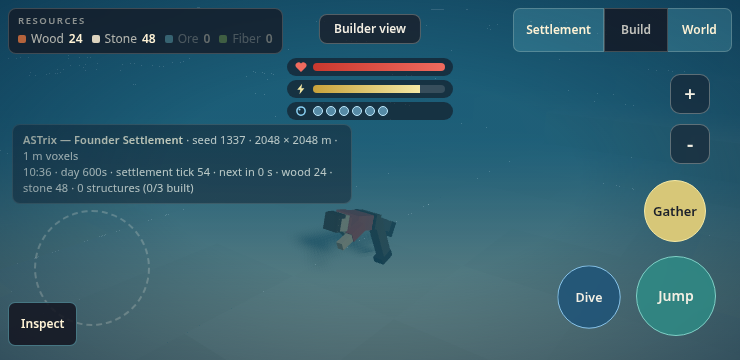 RESOURCES
Wood 24 Stone 48 Ore 0 Fiber 0
Builder view
Settlement Build World
+
-
ASTrix — Founder Settlement · seed 1337 · 2048 × 2048 m ·
1 m voxels
10:36 · day 600s · settlement tick 54 · next in 0 s · wood 24 ·
stone 48 · 0 structures (0/3 built)
Gather
Dive
Jump
Inspect